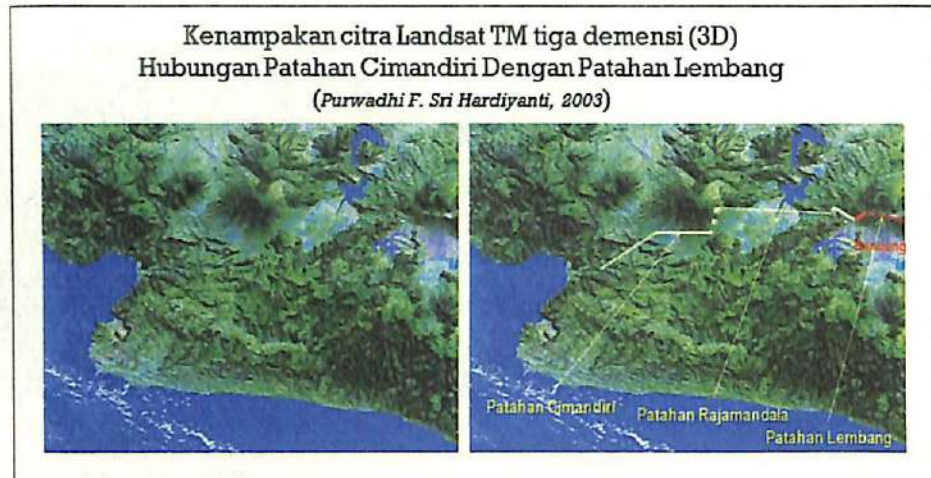 Kenampakan citra Landsat TM tiga demensi (3D)
Hubungan Patahan Cimandiri Dengan Patahan Lembang
(Purwadhi F. Sri Hardiyanti, 2003)
Patahan Cimandiri
Patahan Rajamandala
Patahan Lembang